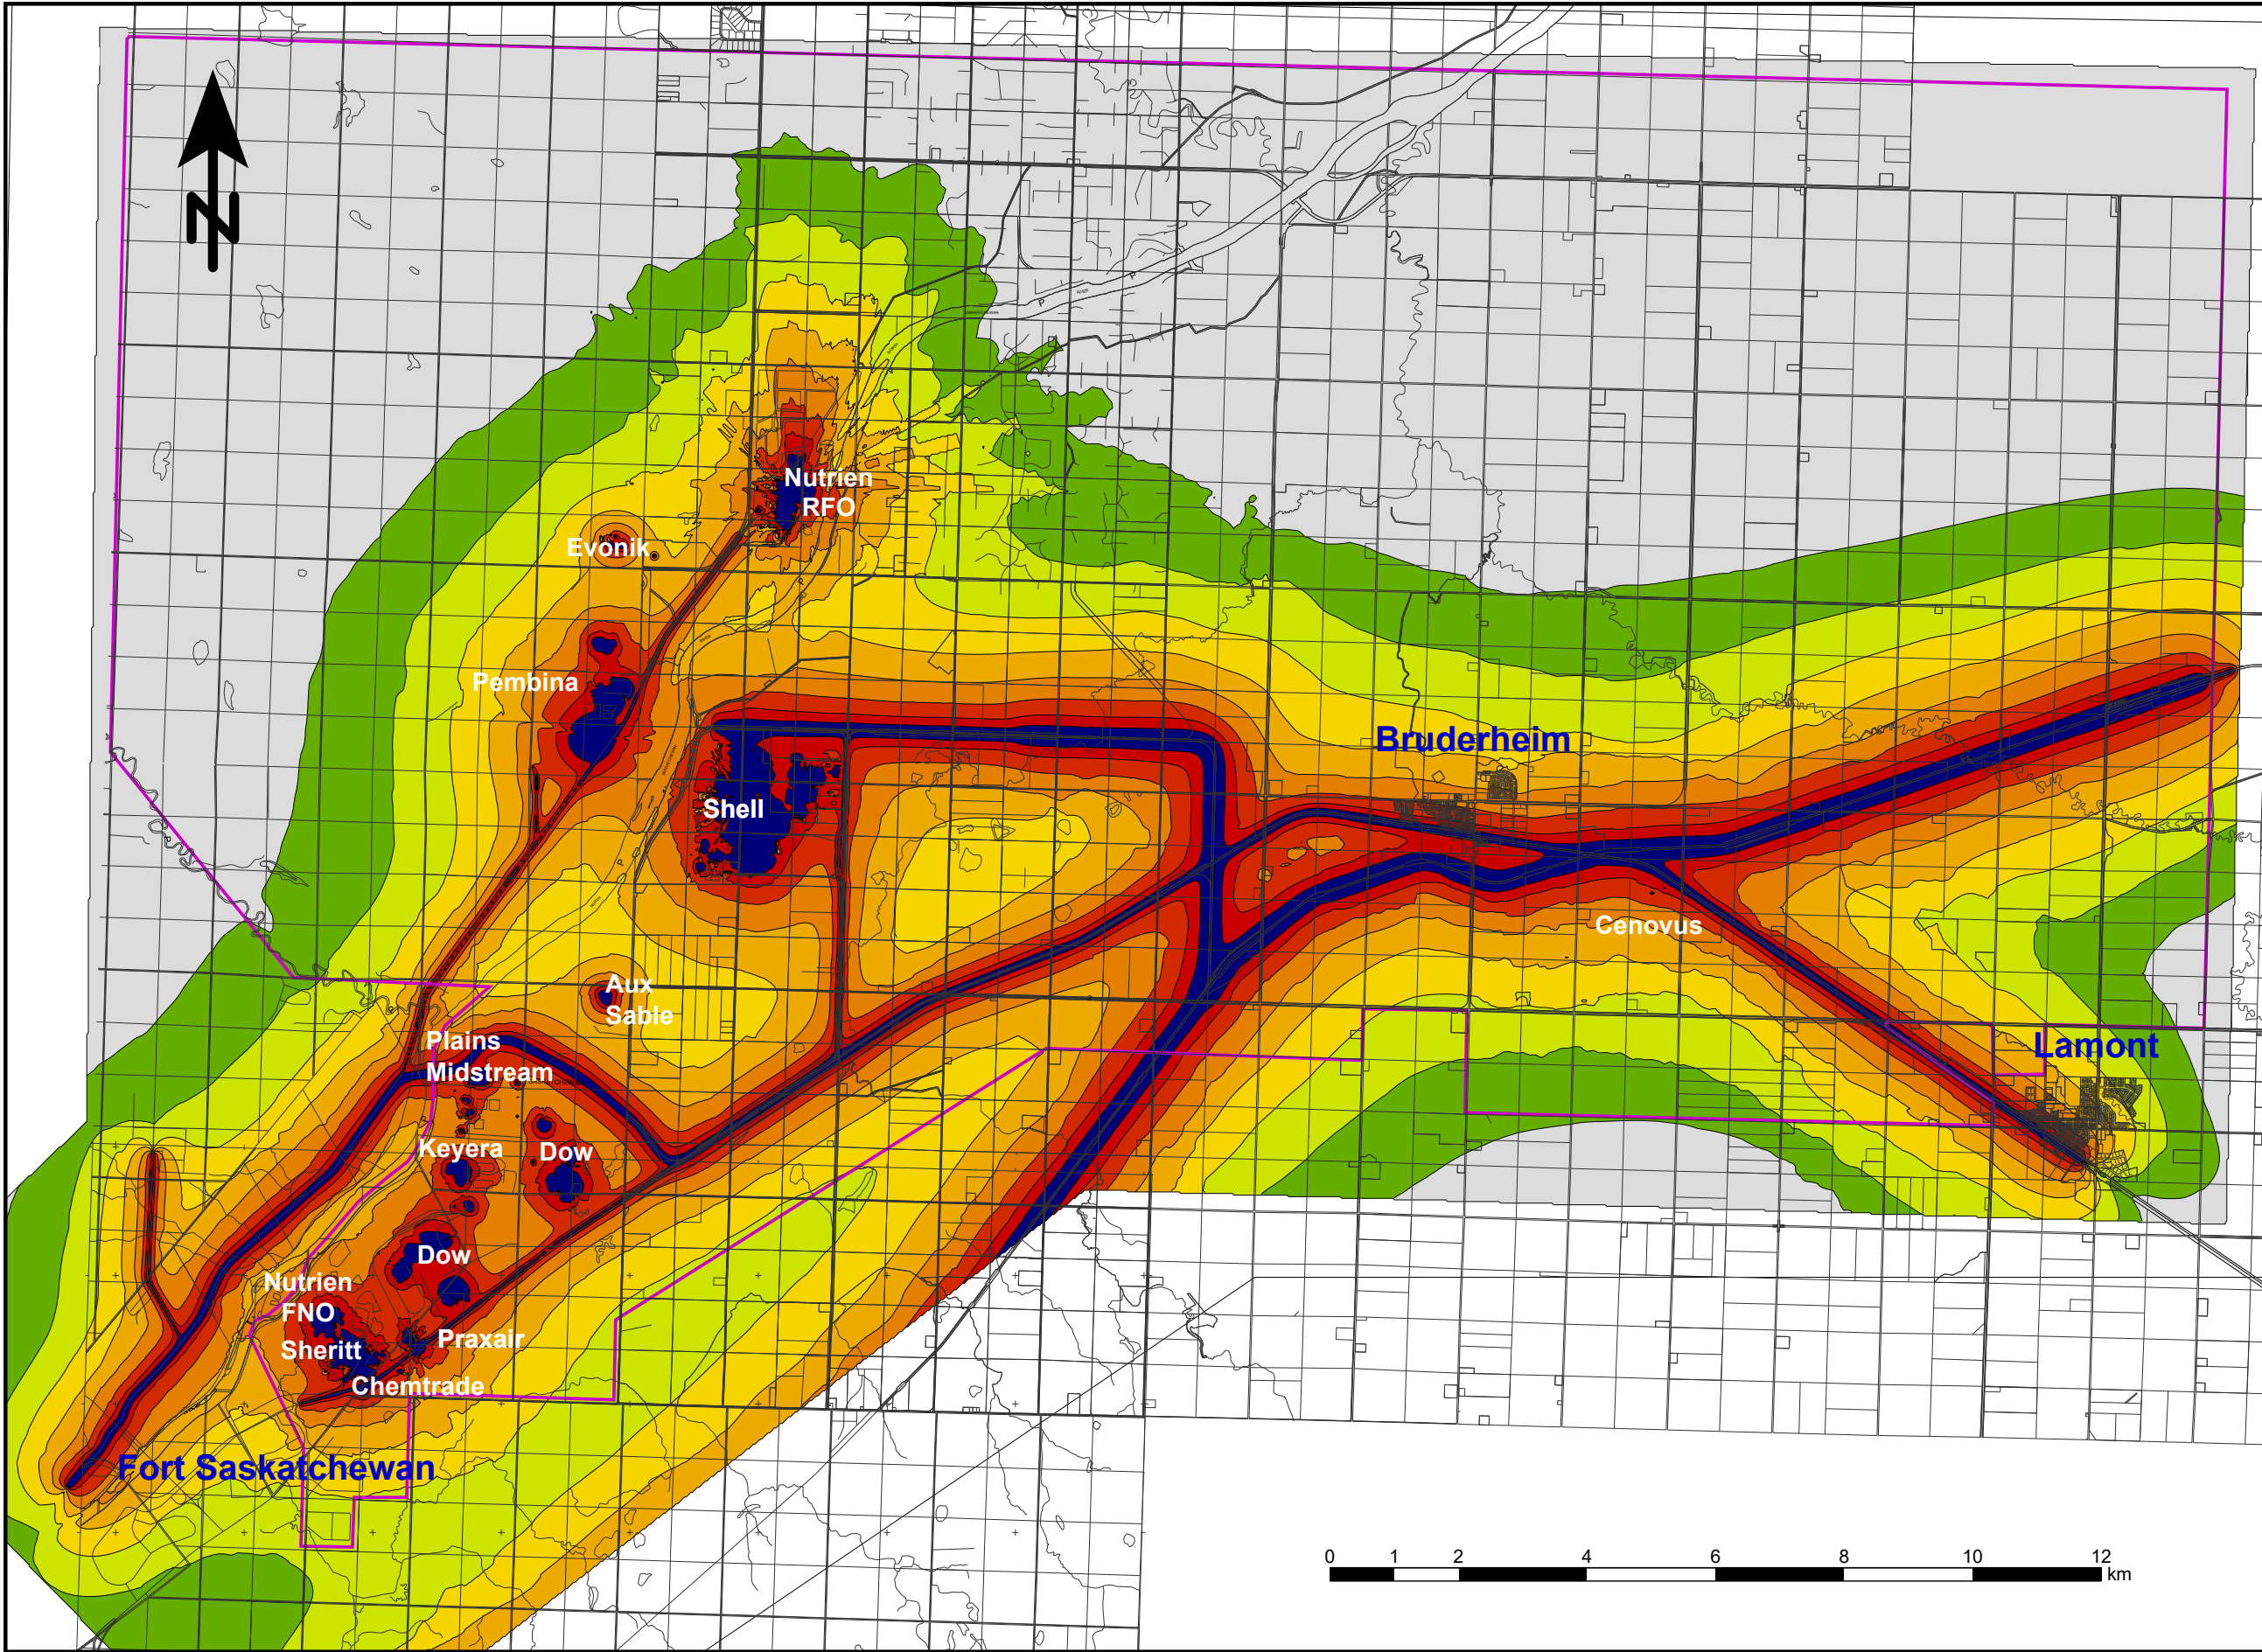 N
Nutrien
RFO
Evonik
Pembina
Bruderheim
Shell
Cenovus
Aux
Sable
Plains
Midstream
Lamont
Keyera
Dow
Dow
Nutrien
FNO
Sheritt
Praxair
Chemtrade
Fort Saskatchewan
0 1 2 4 6 8 10 12
km